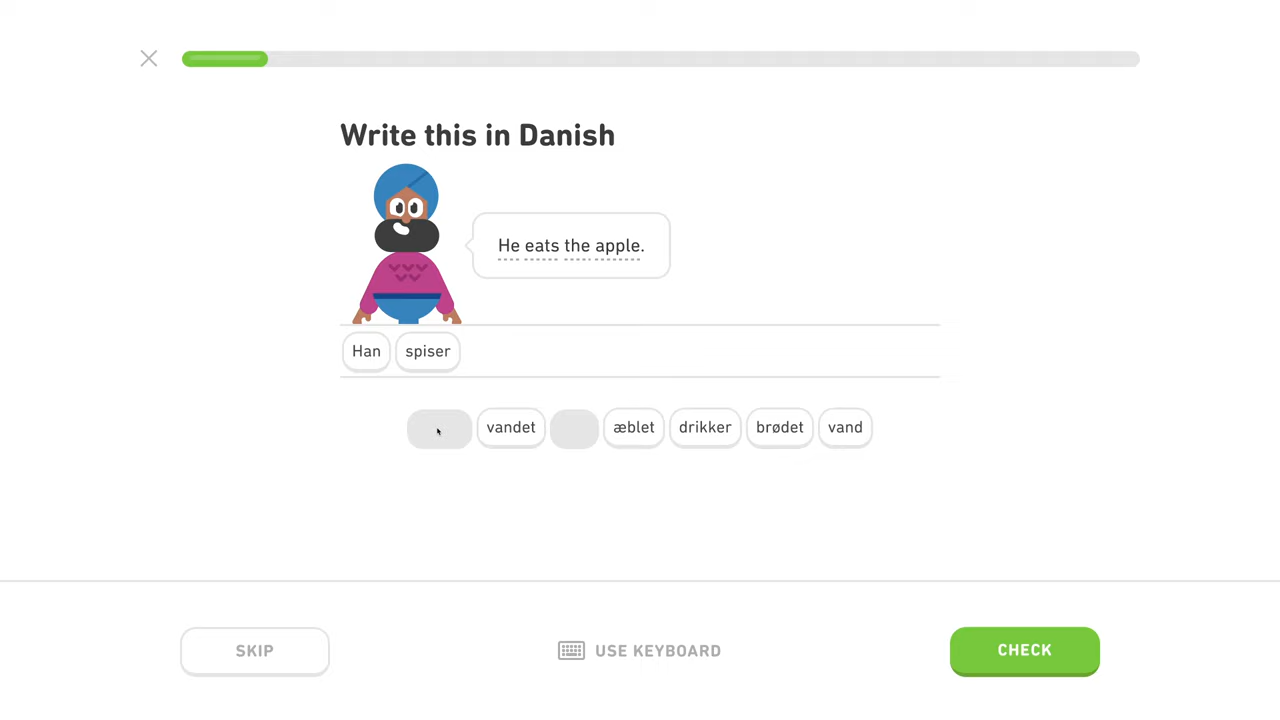 Write this in Danish
He eats the apple.
Han spiser
vandet æblet drikker brødet vand
SKIP USE KEYBOARD CHECK